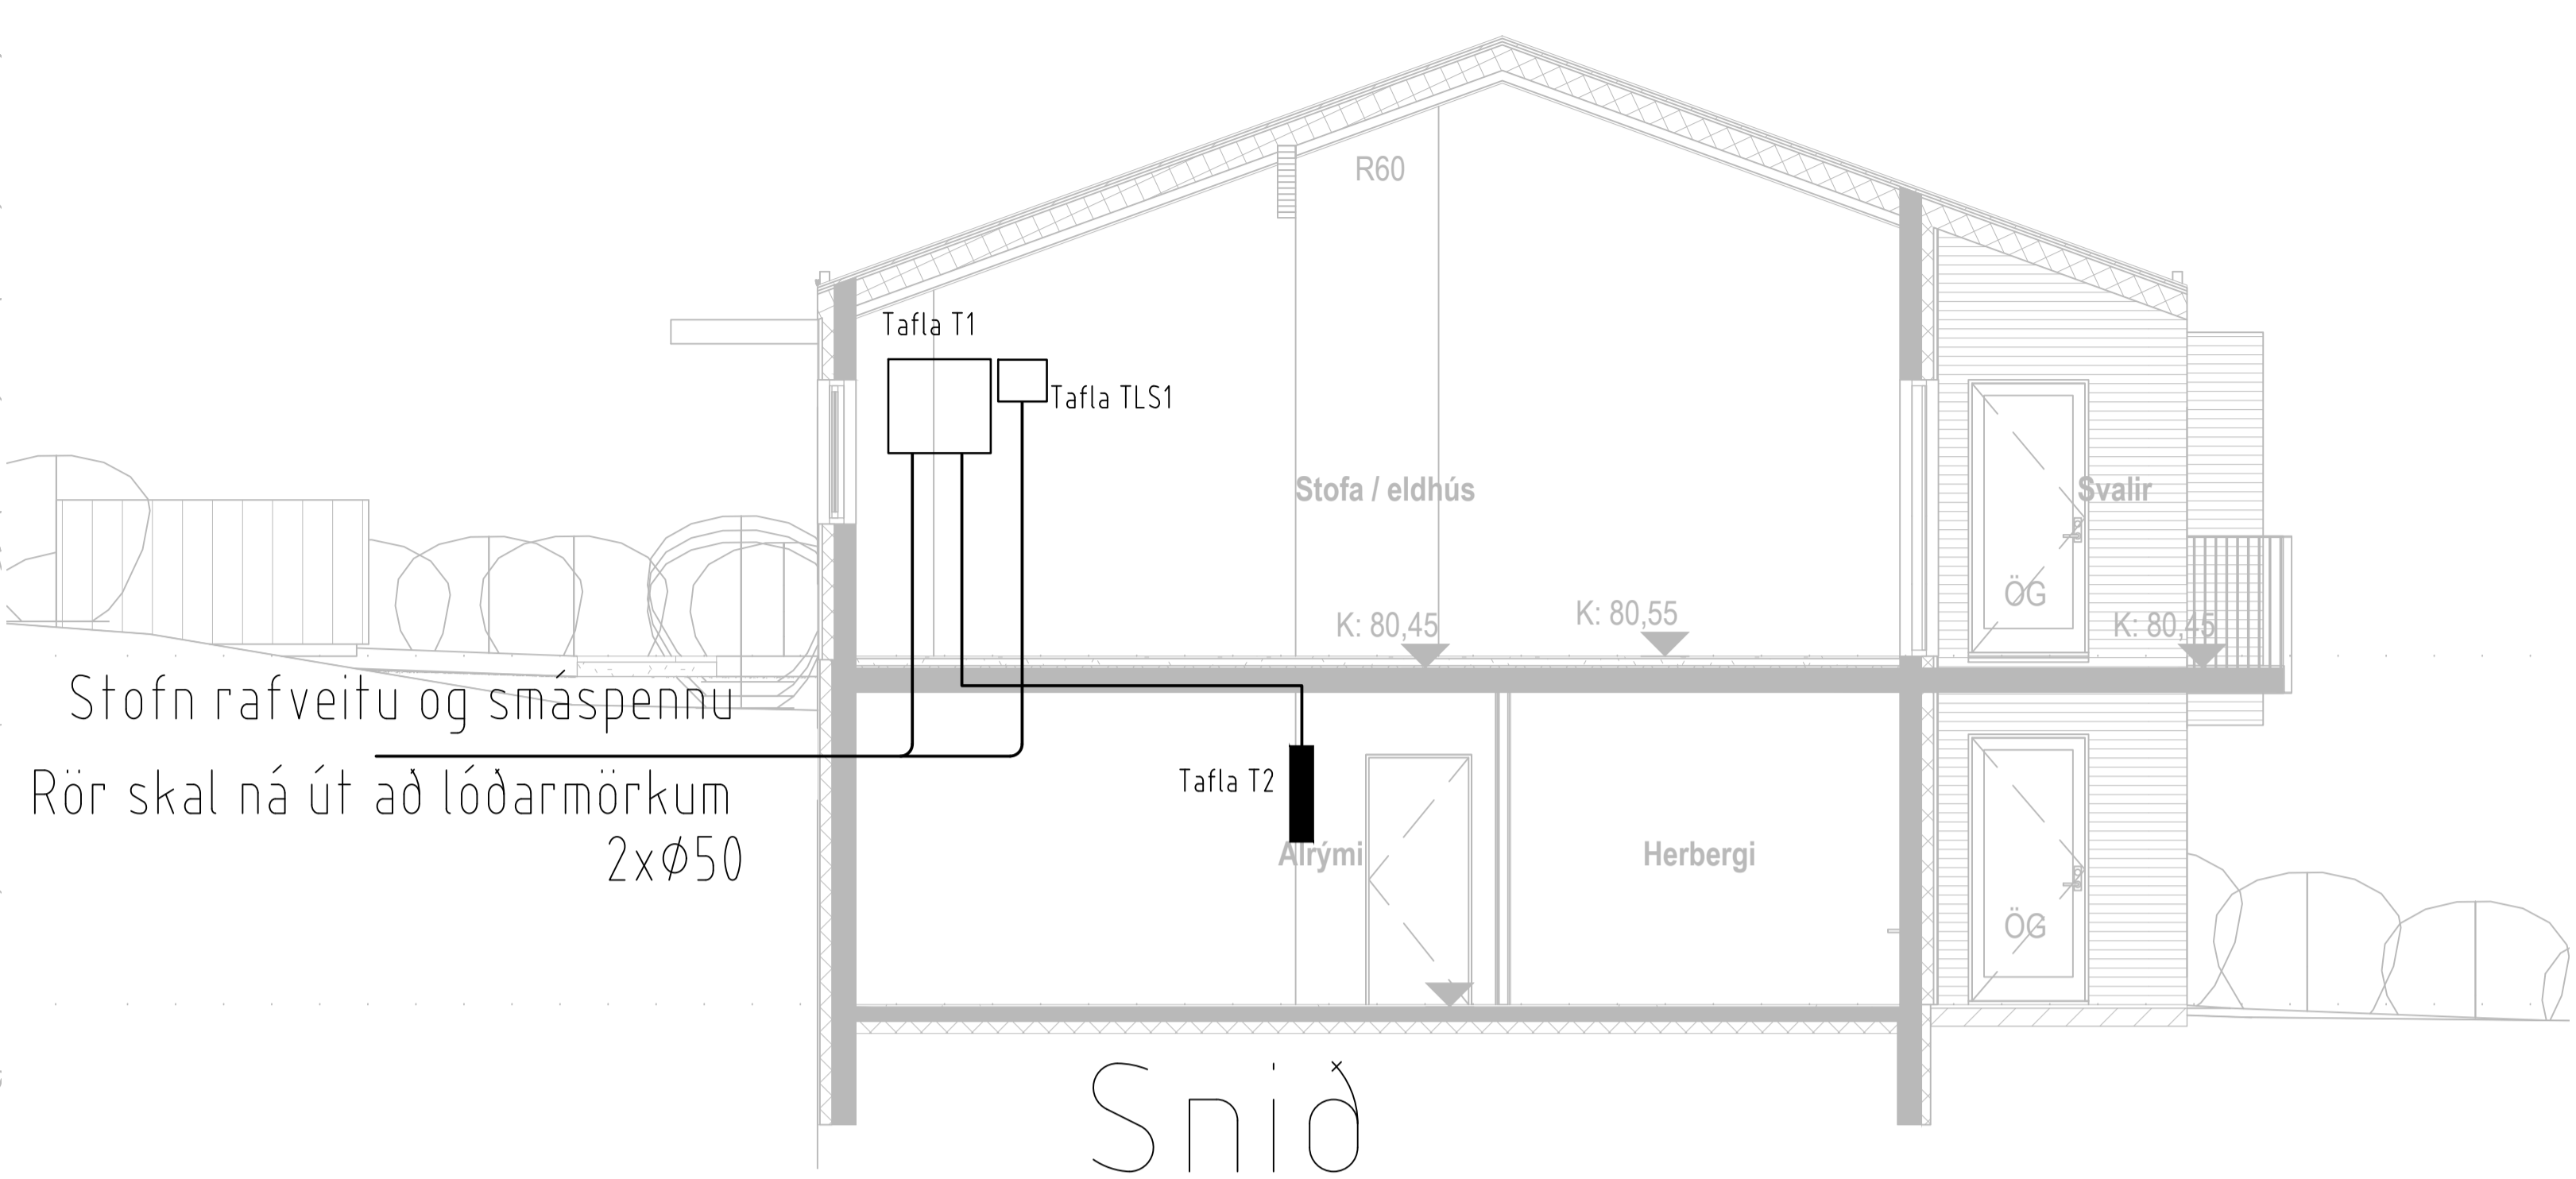 R60
Tafla T1
Tafla TLS1
Stofa / eldhús
Svalir
ÖG
K: 80,45
K: 80,55
K: 80,45
Stofn rafveitu og smáspennu
Rör skal ná út að lóðarmörkum
2xØ50
Tafla T2
Alrými
Herbergi
ÖG
Snið